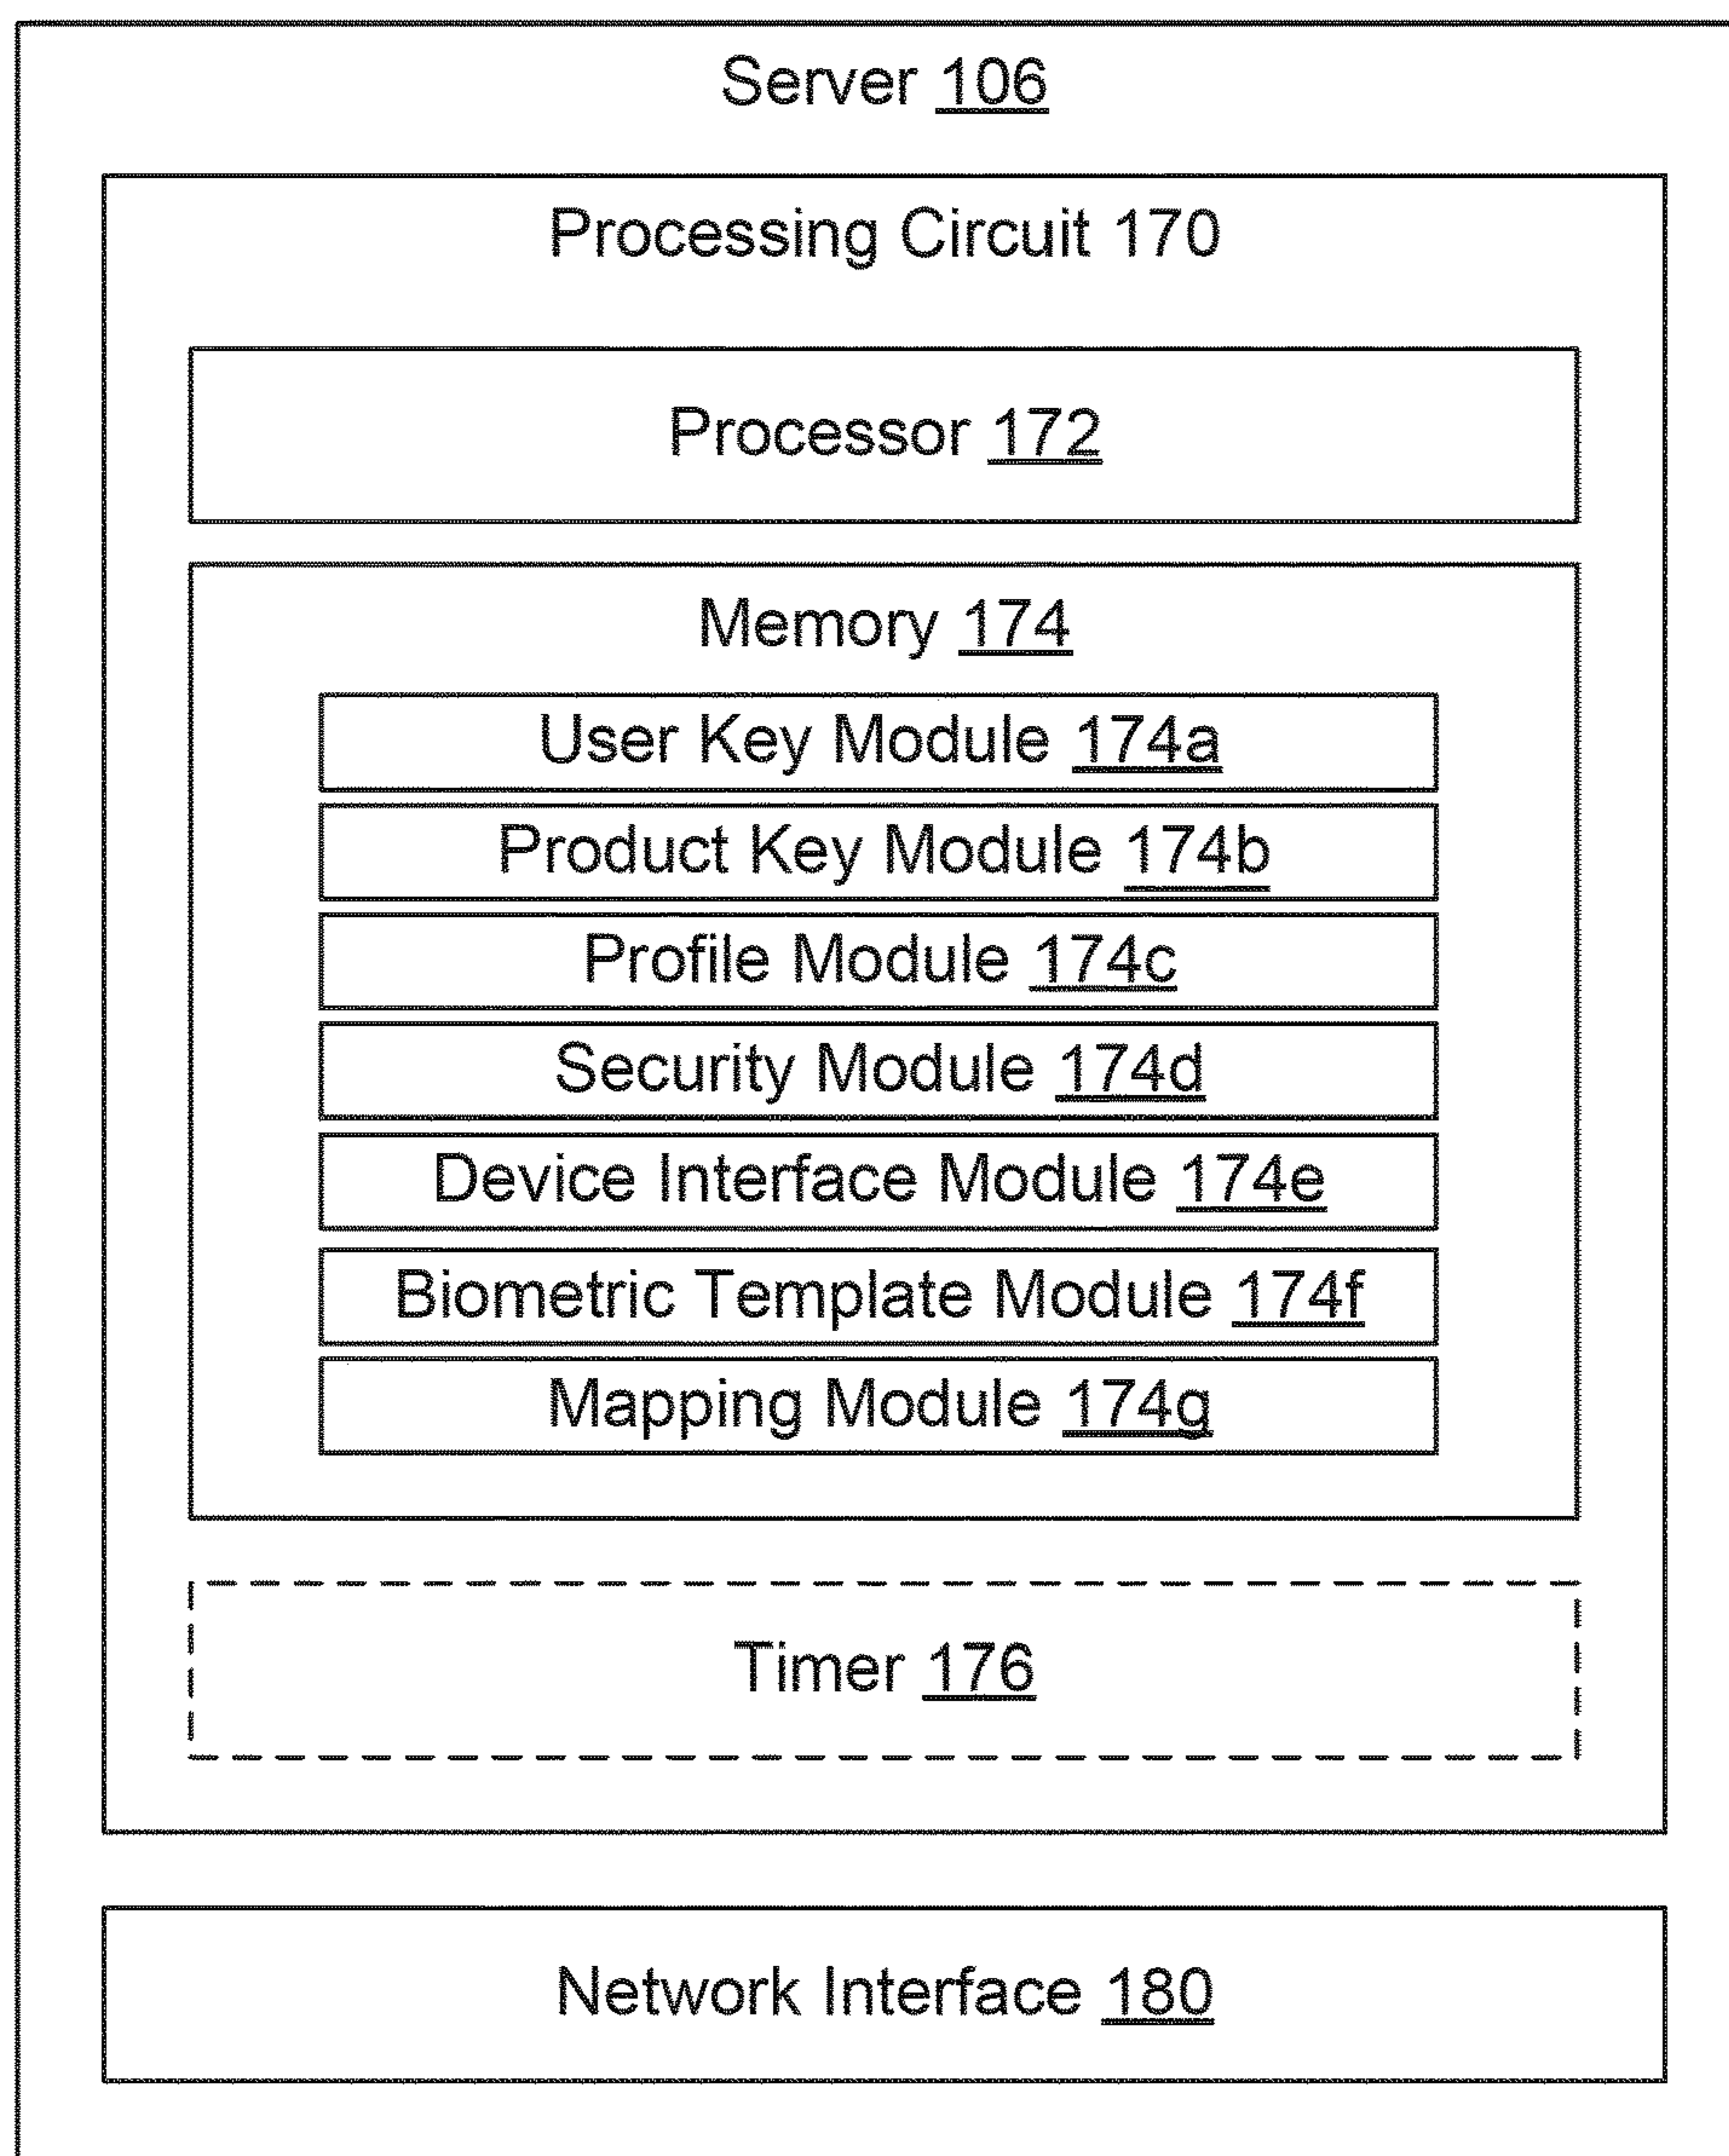 Server 106
Processing Circuit 170
Processor 172
Memory 174
User Key Module 174a
Product Key Module 174b
Profile Module 174c
Security Module 174d
Device Interface Module 174e
Biometric Template Module 174f
Mapping Module 174g
Timer 176
Network Interface 180